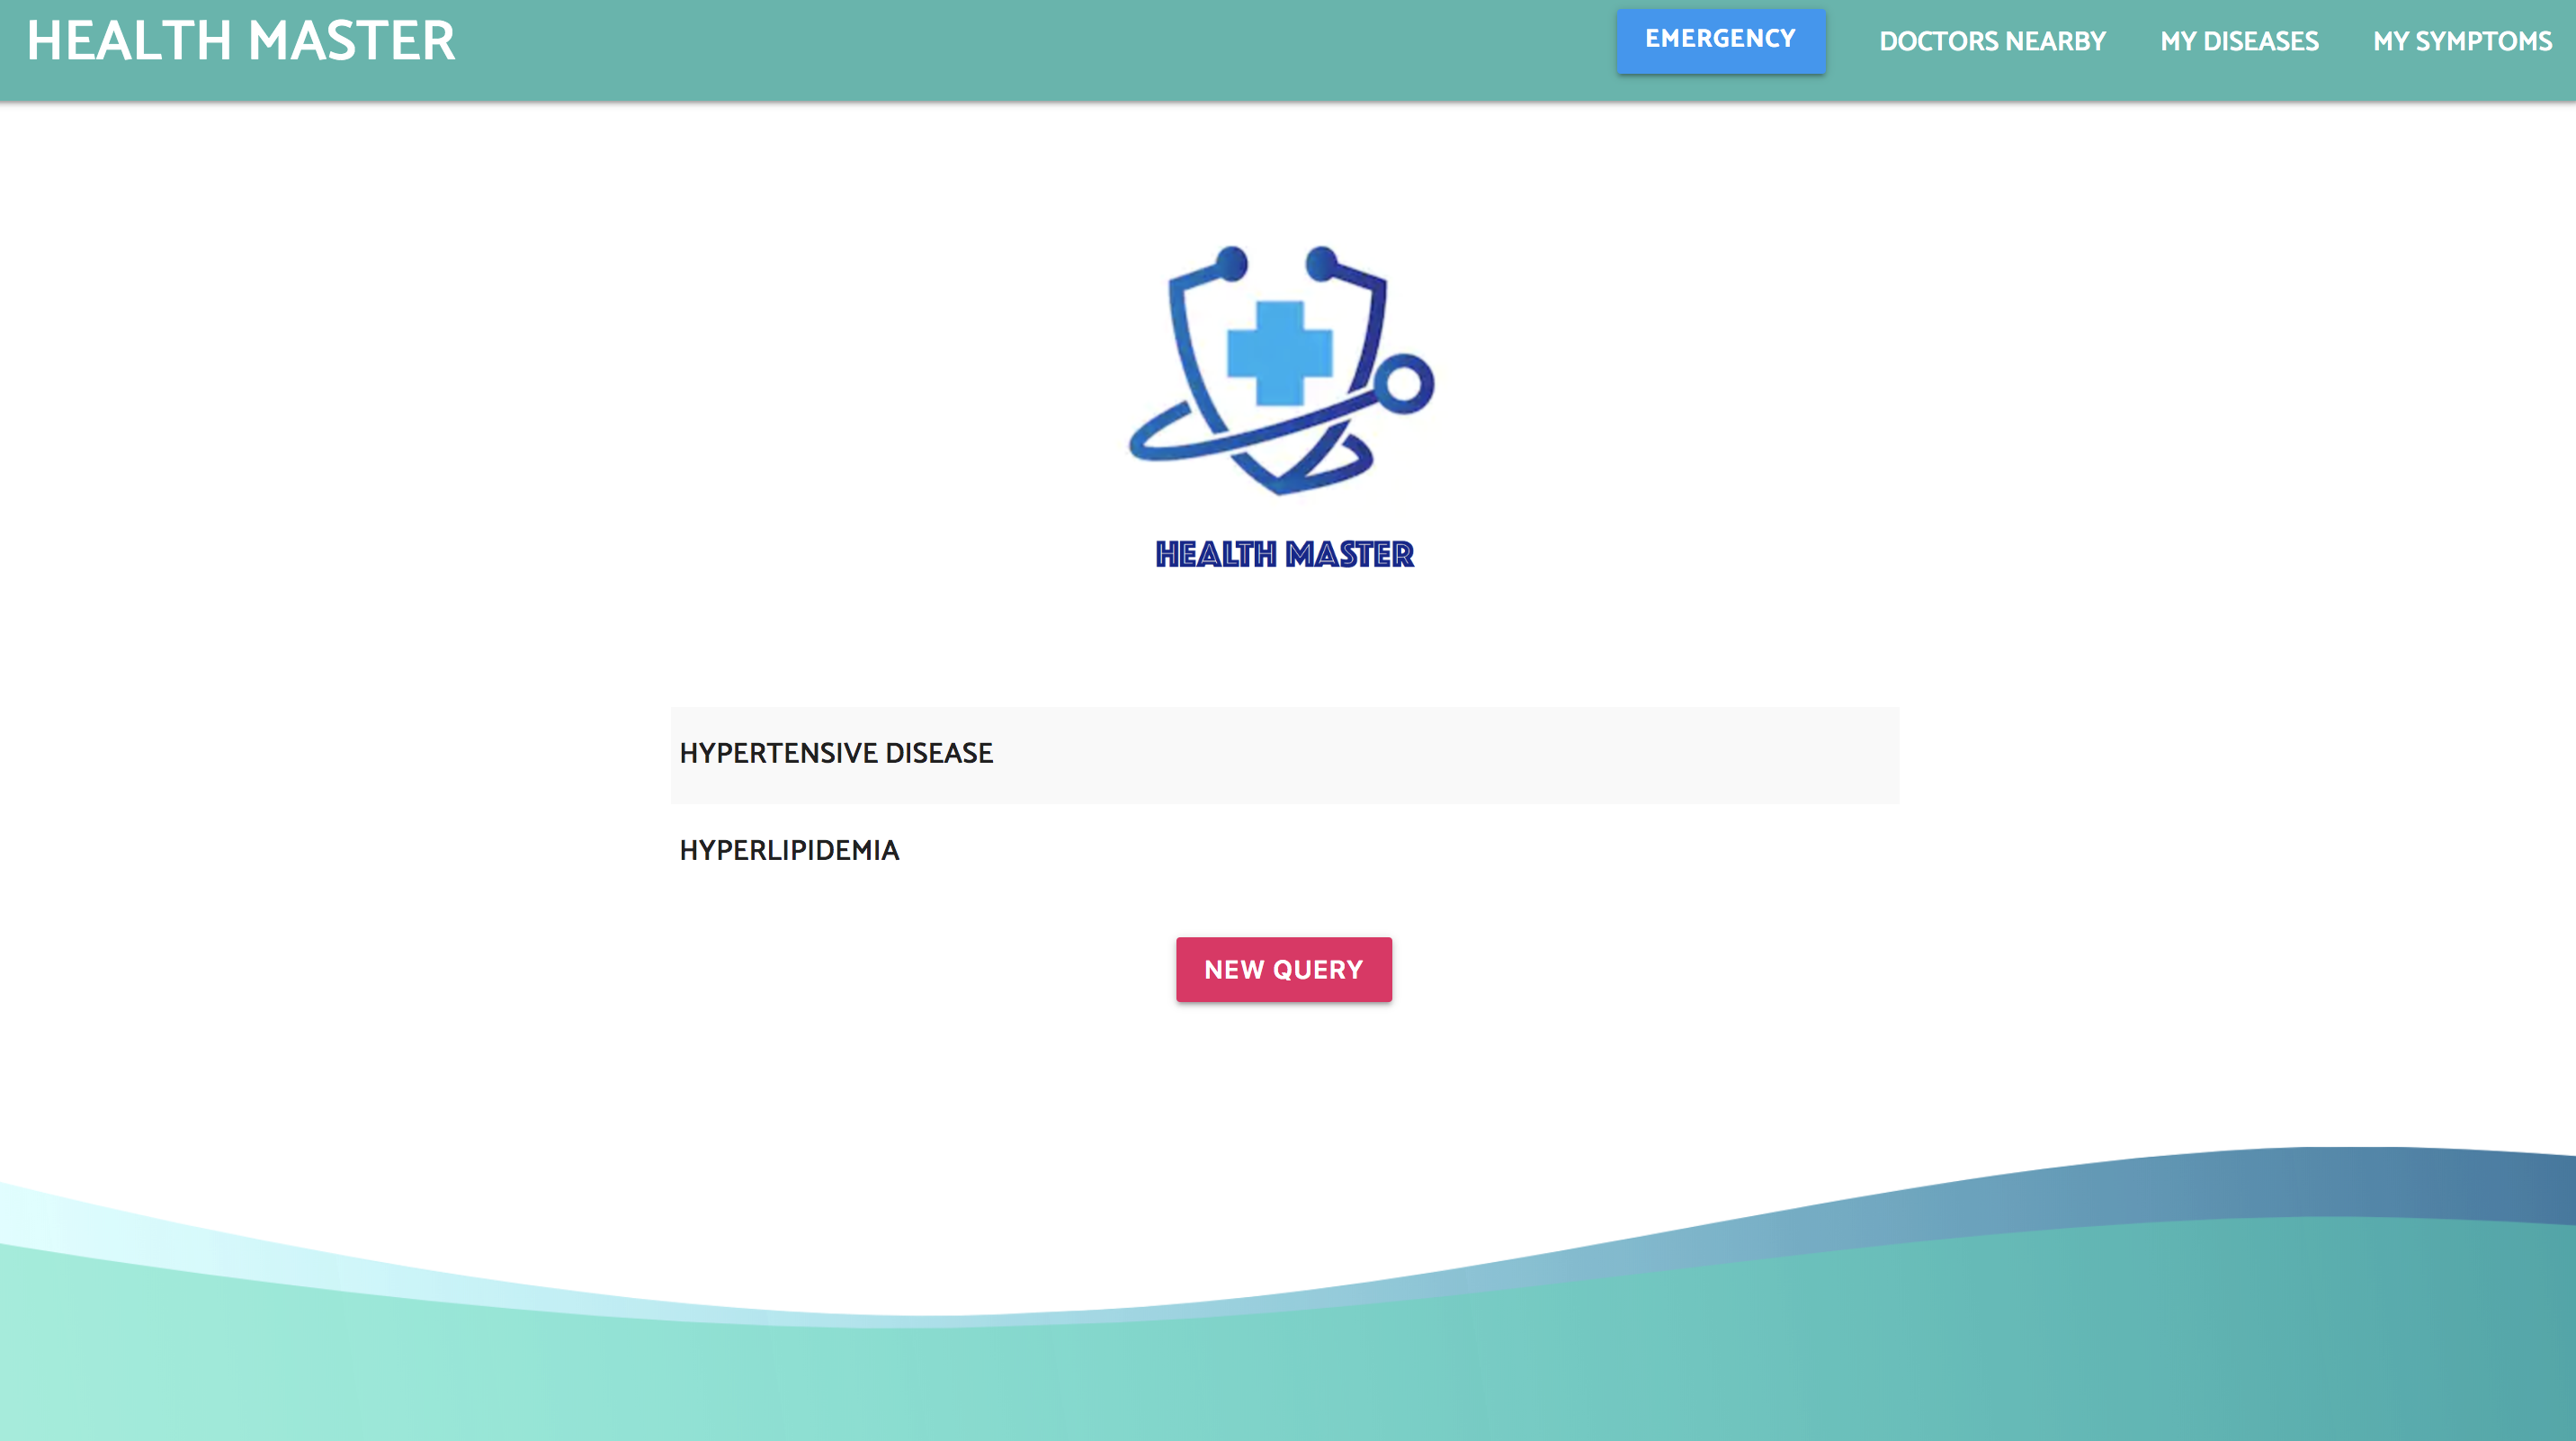 HEALTH MASTER
EMERGENCY
DOCTORS NEARBY
MY DISEASES
MY SYMPTOMS
HEALTH MASTER
HYPERTENSIVE DISEASE
HYPERLIPIDEMIA
NEW QUERY